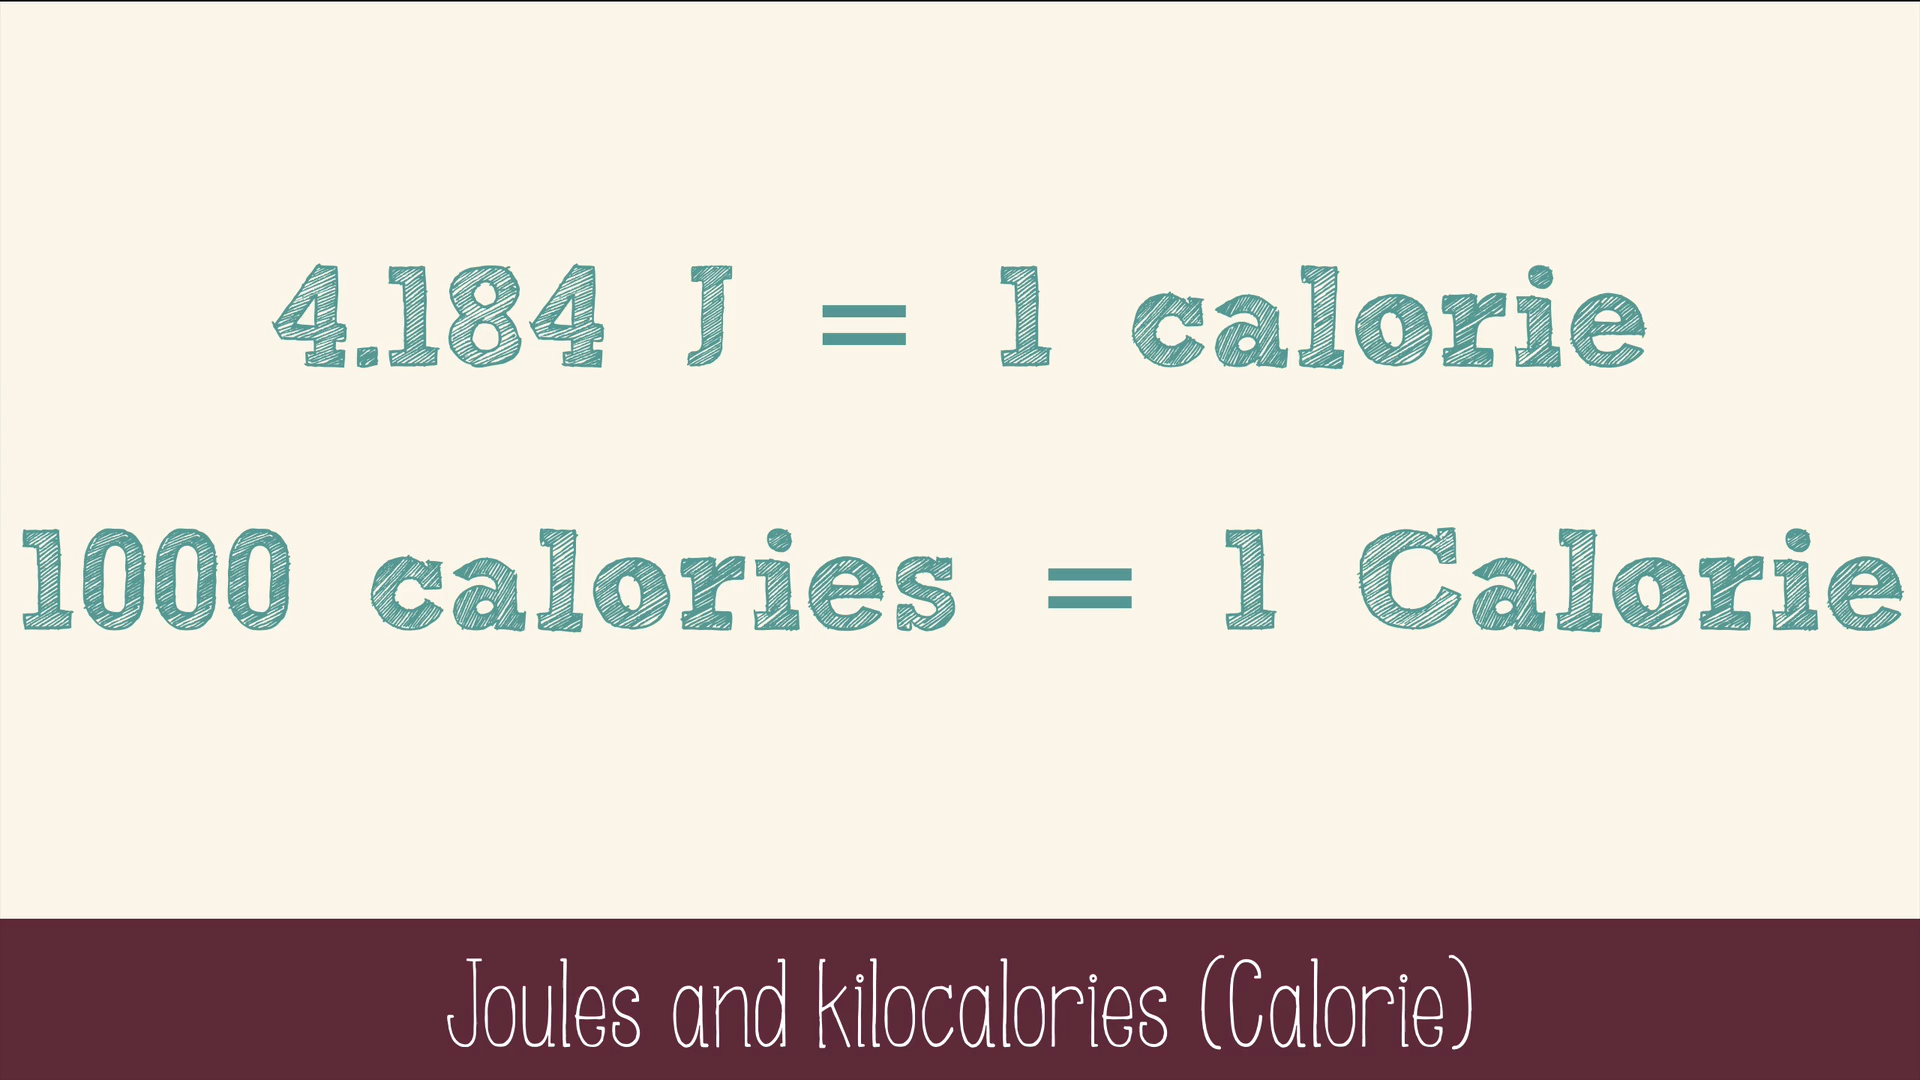 4.184 J = 1 calorie
1000 calories = 1 Calorie
Joules and kilocalories (Calorie)